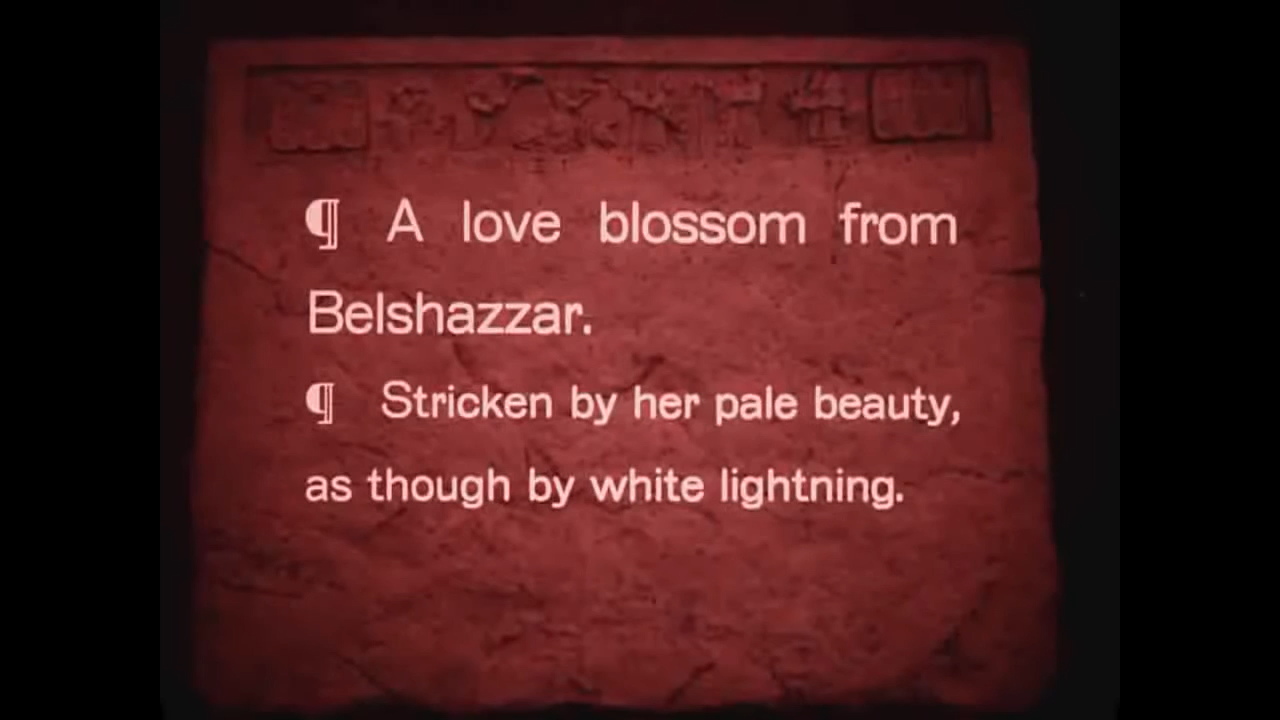 ¶ A love blossom from
Belshazzar.
¶ Stricken by her pale beauty,
as though by white lightning.